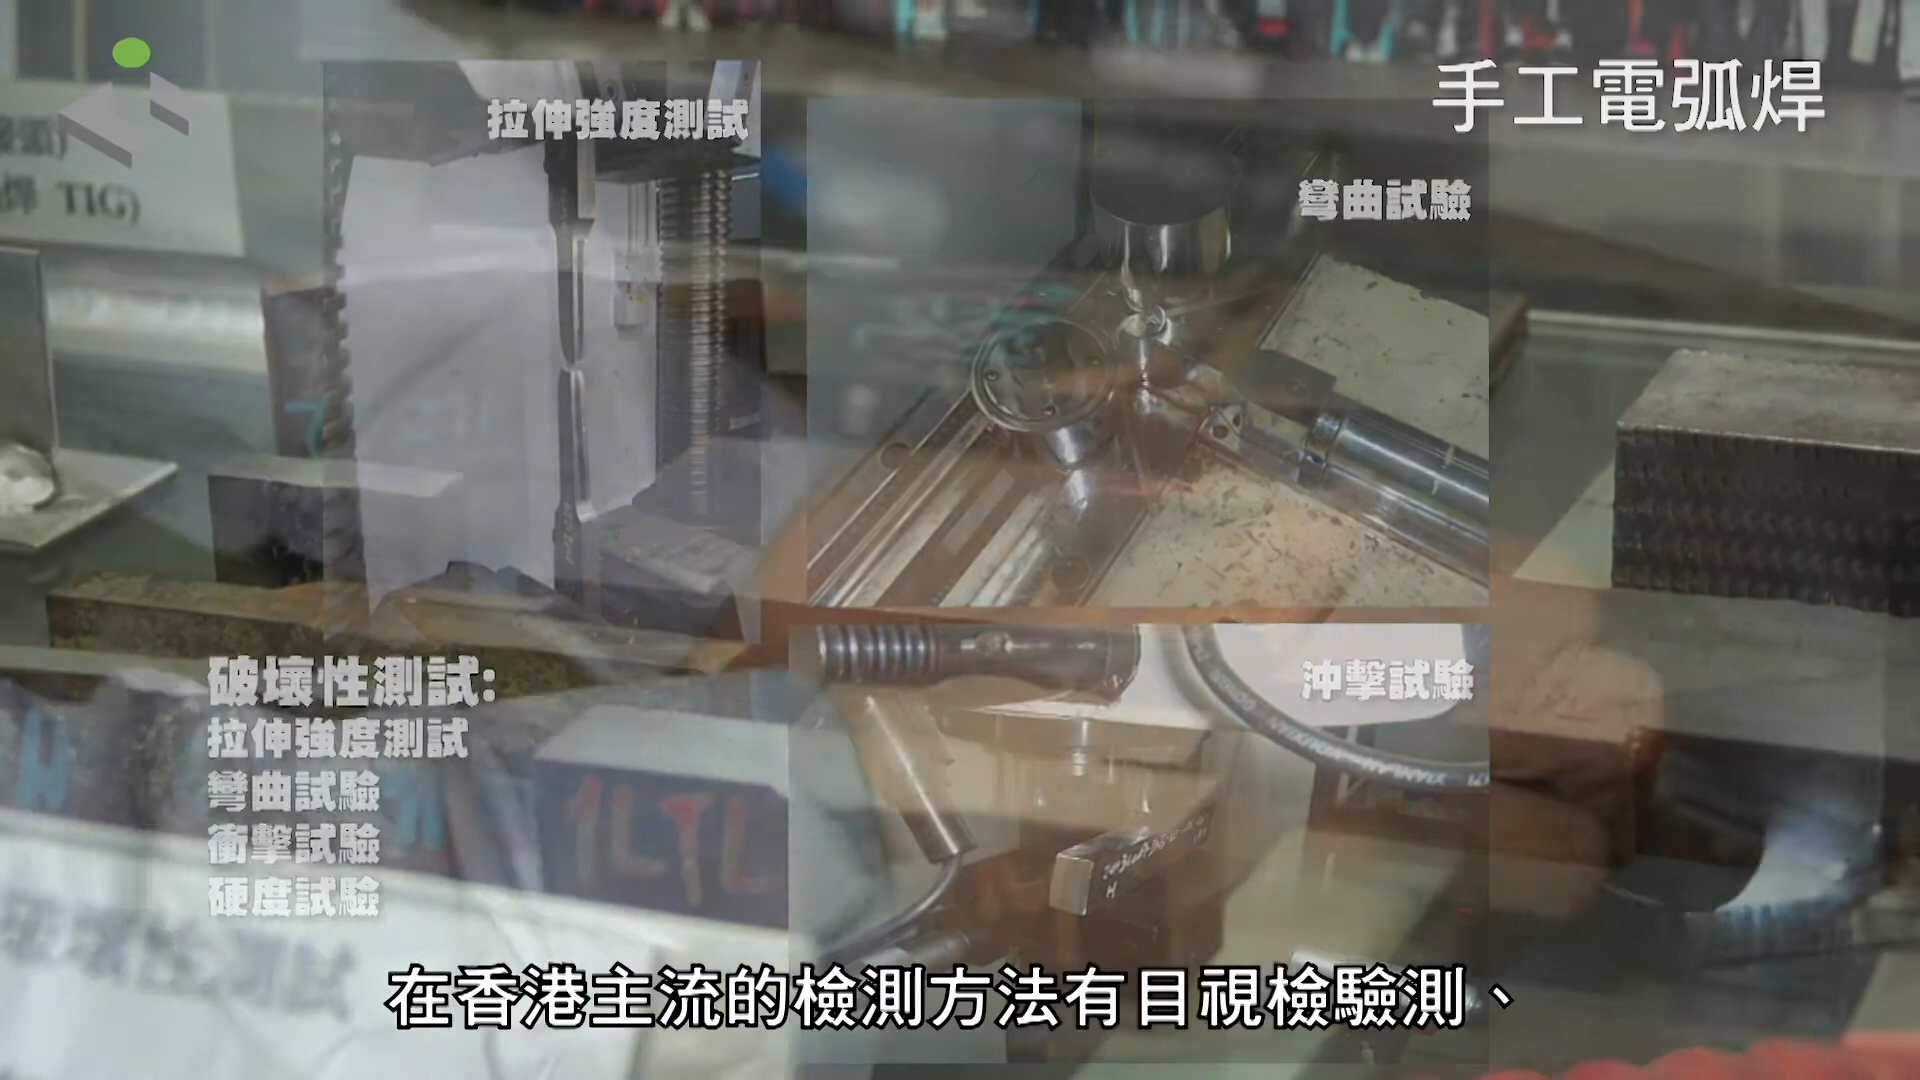 手工電弧焊
拉伸強度測試
彎曲試驗
焊 TIG)
沖擊試驗
破壞性測試:
拉伸強度測試
彎曲試驗
衝擊試驗
硬度試驗
1LTL
在香港主流的檢測方法有目視檢驗測、